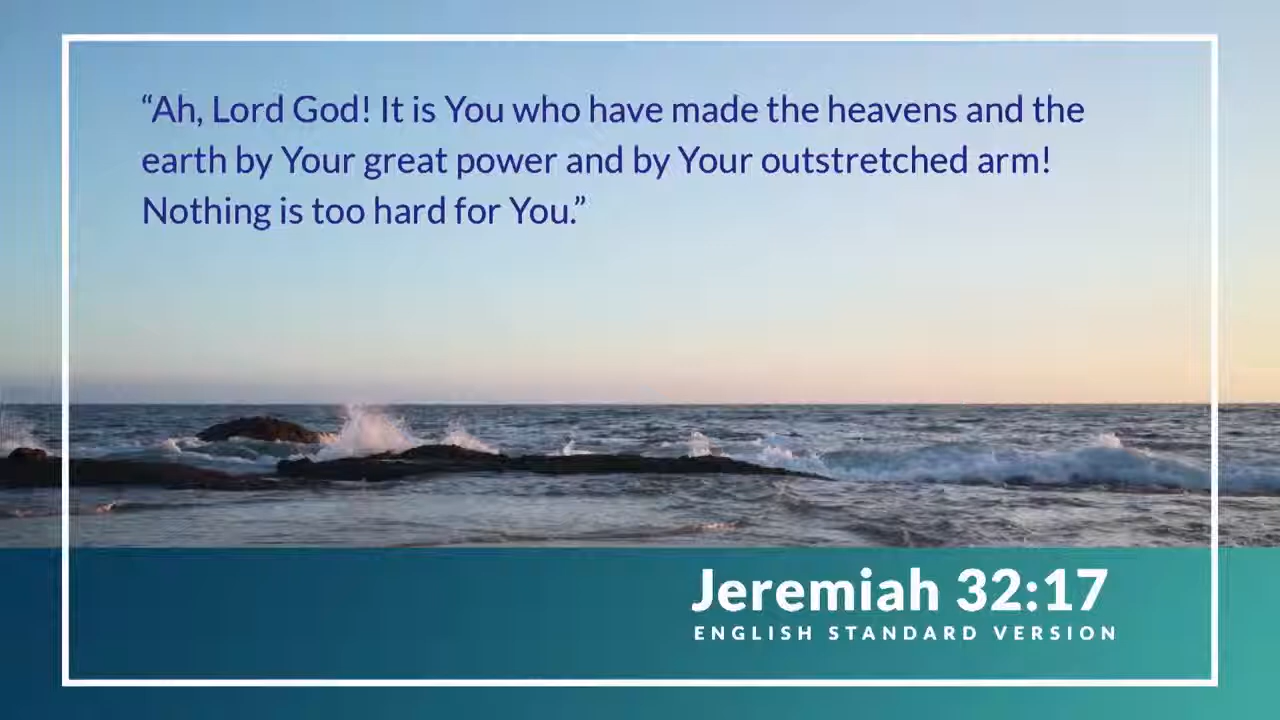 “Ah, Lord God! It is You who have made the heavens and the
earth by Your great power and by Your outstretched arm!
Nothing is too hard for You.”
Jeremiah 32:17
ENGLISH STANDARD VERSION